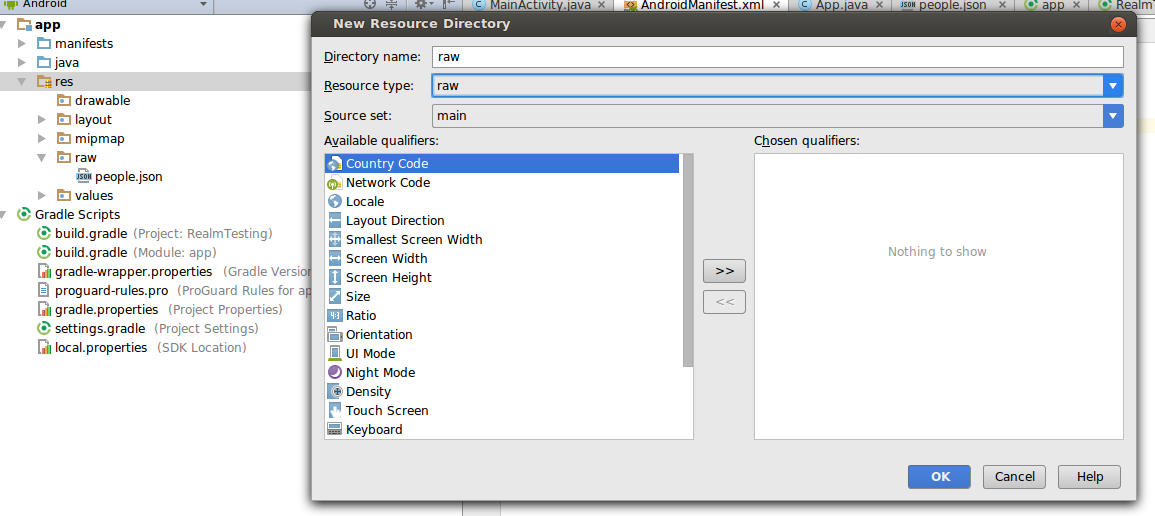 Android
MainActivity.java
AndroidManifest.xml
App.java
people.json
app
RealmT
New Resource Directory
app
manifests
java
res
drawable
layout
mipmap
raw
JSON people.json
values
Gradle Scripts
build.gradle (Project: RealmTesting)
build.gradle (Module: app)
gradle-wrapper.properties (Gradle Version
proguard-rules.pro (ProGuard Rules for ap
gradle.properties (Project Properties)
settings.gradle (Project Settings)
local.properties (SDK Location)
Directory name: raw
Resource type: raw
Source set: main
Available qualifiers:
Chosen qualifiers:
Country Code
Network Code
Locale
Layout Direction
Smallest Screen Width
Screen Width
Screen Height
Size
Ratio
Orientation
UI Mode
Night Mode
Density
Touch Screen
Keyboard
>>
<<
Nothing to show
OK
Cancel
Help